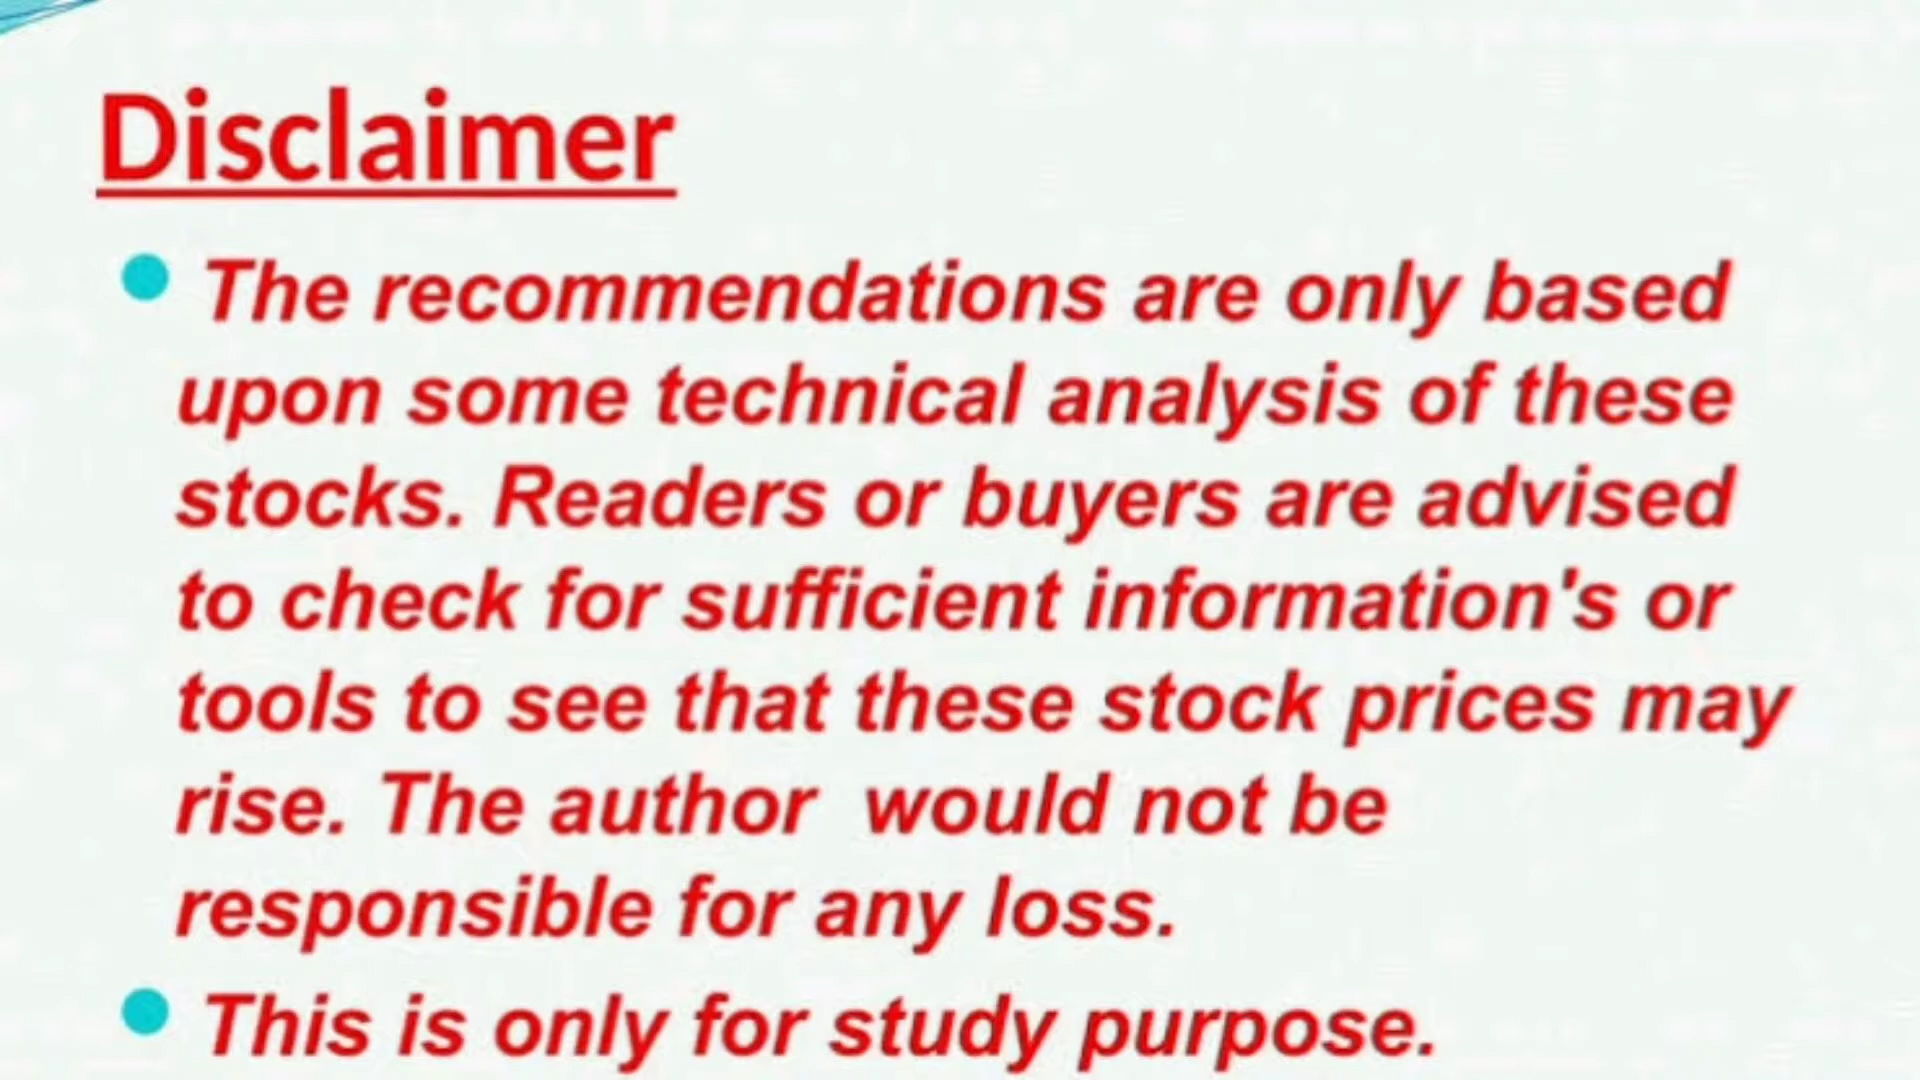 Disclaimer
The recommendations are only based
upon some technical analysis of these
stocks. Readers or buyers are advised
to check for sufficient information's or
tools to see that these stock prices may
rise. The author  would not be
responsible for any loss.
This is only for study purpose.